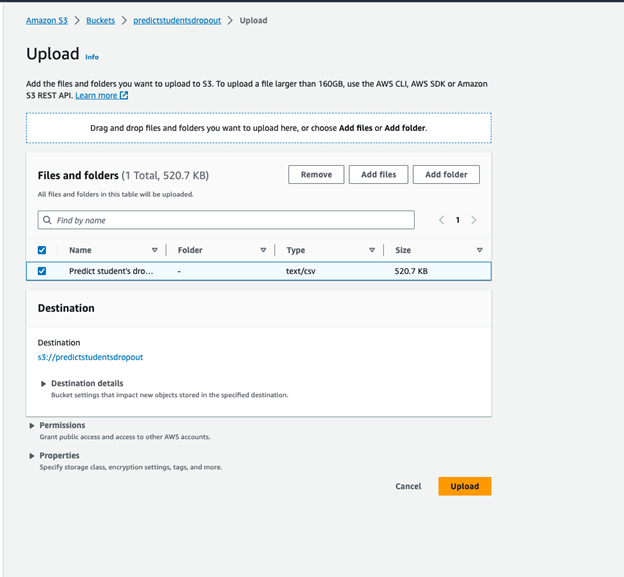 Amazon S3 > Buckets > predictstudentsdropout > Upload
Upload Info
Add the files and folders you want to upload to S3. To upload a file larger than 160GB, use the AWS CLI, AWS SDK or Amazon
S3 REST API. Learn more
Drag and drop files and folders you want to upload here, or choose Add files or Add folder.
Files and folders (1 Total, 520.7 KB)
Remove
Add files
Add folder
All files and folders in this table will be uploaded.
Find by name
< 1 >
Name Folder Type Size
Predict student's dro... - text/csv 520.7 KB
Destination
Destination
s3://predictstudentsdropout
Destination details
Bucket settings that impact new objects stored in the specified destination.
Permissions
Grant public access and access to other AWS accounts.
Properties
Specify storage class, encryption settings, tags, and more.
Cancel Upload